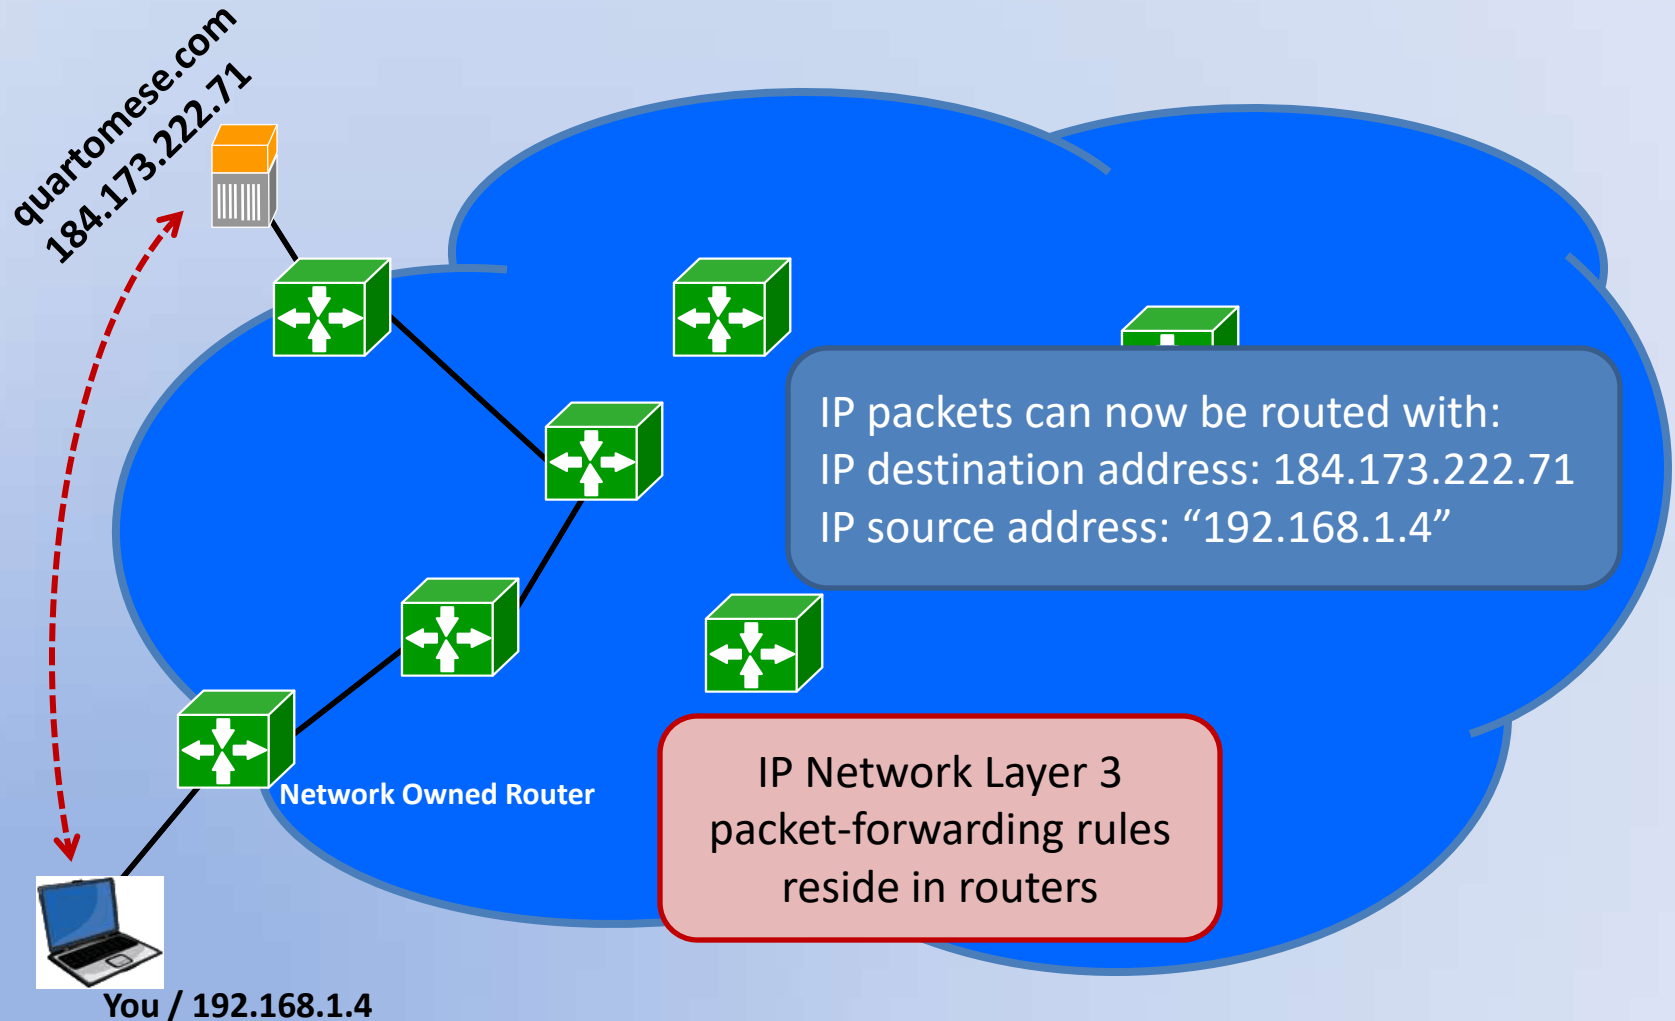 quartomese.com
184.173.222.71
IP packets can now be routed with:
IP destination address: 184.173.222.71
IP source address: “192.168.1.4”
Network Owned Router
IP Network Layer 3
packet-forwarding rules
reside in routers
You / 192.168.1.4